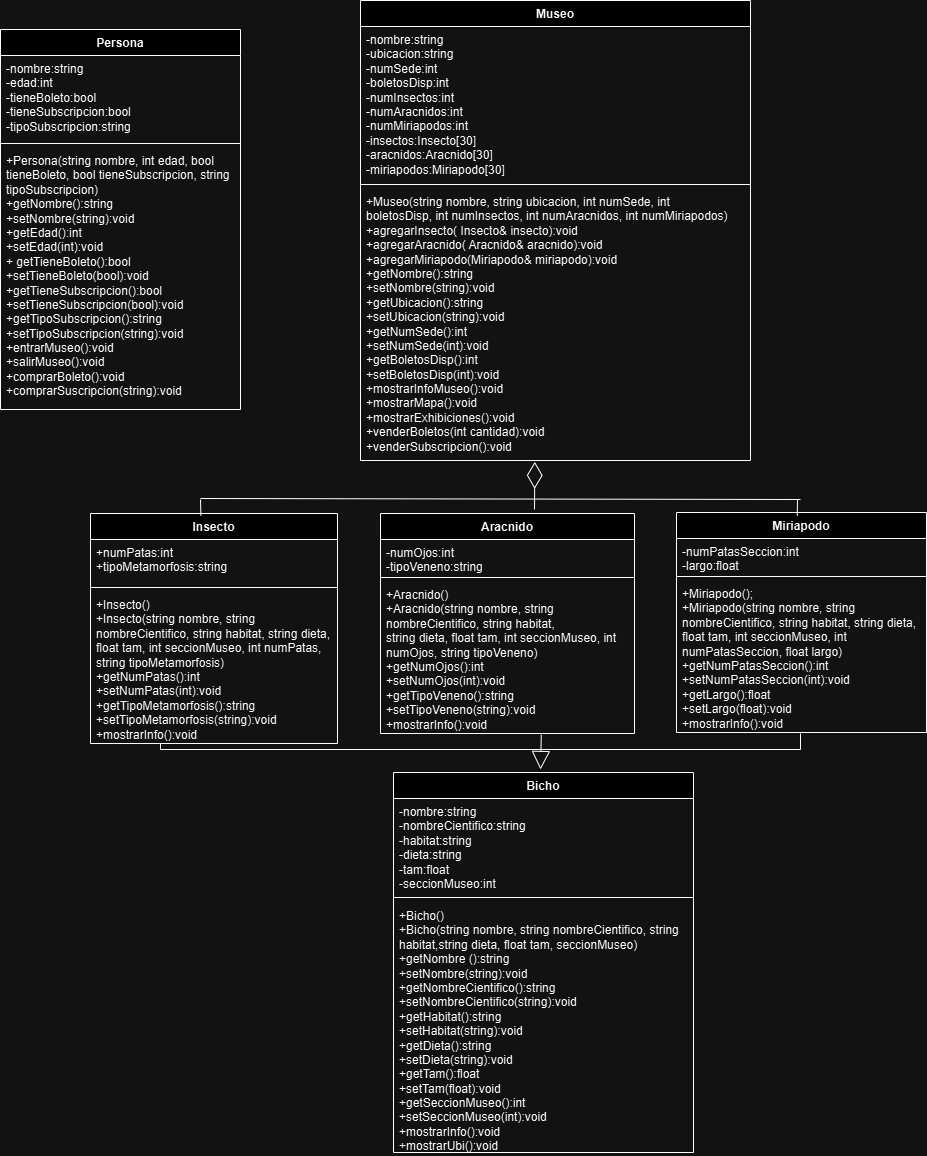 Persona
-nombre:string
-edad:int
-tieneBoleto:bool
-tieneSubscripcion:bool
-tipoSubscripcion:string
+Persona(string nombre, int edad, bool
tieneBoleto, bool tieneSubscripcion, string
tipoSubscripcion)
+getNombre():string
+setNombre(string):void
+getEdad():int
+setEdad(int):void
+ getTieneBoleto():bool
+setTieneBoleto(bool):void
+getTieneSubscripcion():bool
+setTieneSubscripcion(bool):void
+getTipoSubscripcion():string
+setTipoSubscripcion(string):void
+entrarMuseo():void
+salirMuseo():void
+comprarBoleto():void
+comprarSuscripcion(string):void
Museo
-nombre:string
-ubicacion:string
-numSede:int
-boletosDisp:int
-numInsectos:int
-numAracnidos:int
-numMiriapodos:int
-insectos:Insecto[30]
-aracnidos:Aracnido[30]
-miriapodos:Miriapodo[30]
+Museo(string nombre, string ubicacion, int numSede, int
boletosDisp, int numInsectos, int numAracnidos, int numMiriapodos)
+agregarInsecto( Insecto& insecto):void
+agregarAracnido( Aracnido& aracnido):void
+agregarMiriapodo(Miriapodo& miriapodo):void
+getNombre():string
+setNombre(string):void
+getUbicacion():string
+setUbicacion(string):void
+getNumSede():int
+setNumSede(int):void
+getBoletosDisp():int
+setBoletosDisp(int):void
+mostrarInfoMuseo():void
+mostrarMapa():void
+mostrarExhibiciones():void
+venderBoletos(int cantidad):void
+venderSubscripcion():void
Insecto
+numPatas:int
+tipoMetamorfosis:string
+Insecto()
+Insecto(string nombre, string
nombreCientifico, string habitat, string dieta,
float tam, int seccionMuseo, int numPatas,
string tipoMetamorfosis)
+getNumPatas():int
+setNumPatas(int):void
+getTipoMetamorfosis():string
+setTipoMetamorfosis(string):void
+mostrarInfo():void
Aracnido
-numOjos:int
-tipoVeneno:string
+Aracnido()
+Aracnido(string nombre, string
nombreCientifico, string habitat,
string dieta, float tam, int seccionMuseo, int
numOjos, string tipoVeneno)
+getNumOjos():int
+setNumOjos(int):void
+getTipoVeneno():string
+setTipoVeneno(string):void
+mostrarInfo():void
Miriapodo
-numPatasSeccion:int
-largo:float
+Miriapodo();
+Miriapodo(string nombre, string
nombreCientifico, string habitat, string dieta,
float tam, int seccionMuseo, int
numPatasSeccion, float largo)
+getNumPatasSeccion():int
+setNumPatasSeccion(int):void
+getLargo():float
+setLargo(float):void
+mostrarInfo():void
Bicho
-nombre:string
-nombreCientifico:string
-habitat:string
-dieta:string
-tam:float
-seccionMuseo:int
+Bicho()
+Bicho(string nombre, string nombreCientifico, string
habitat,string dieta, float tam, seccionMuseo)
+getNombre ():string
+setNombre(string):void
+getNombreCientifico():string
+setNombreCientifico(string):void
+getHabitat():string
+setHabitat(string):void
+getDieta():string
+setDieta(string):void
+getTam():float
+setTam(float):void
+getSeccionMuseo():int
+setSeccionMuseo(int):void
+mostrarInfo():void
+mostrarUbi():void